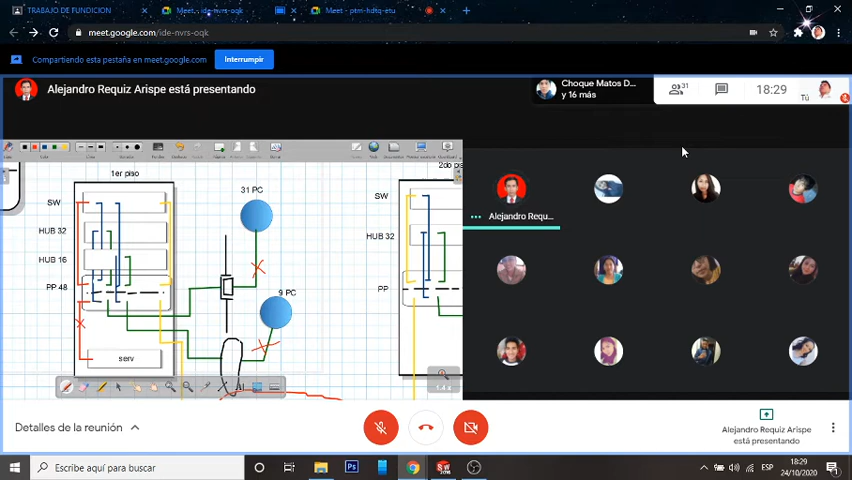 TRABAJO DE FUNDICION
Meet - ide-nvrs-oqk
Meet - ptm-hdtq-etu
meet.google.com/ide-nvrs-oqk
Compartiendo esta pestaña en meet.google.com
Interrumpir
Alejandro Requiz Arispe está presentando
Choque Matos D...
y 16 más
31
18:29
Tú
1er piso
SW
HUB 32
HUB 16
PP 48
serv
31 PC
9 PC
2do piso
SW
HUB 32
PP
Alejandro Requ...
Detalles de la reunión
Alejandro Requiz Arispe
está presentando
Escribe aquí para buscar
Ps
ESP
18:29
24/10/2020